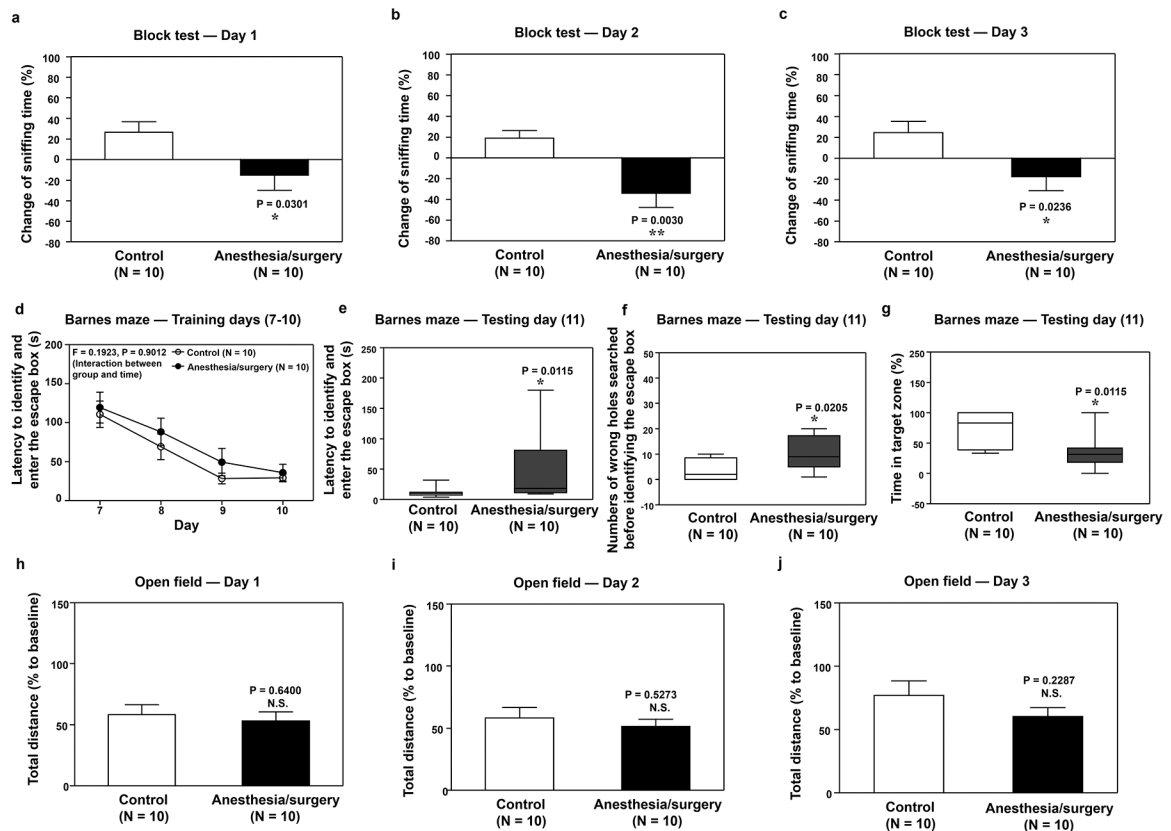 a
Block test — Day 1
Change of sniffing time (%)
100
80
60
40
20
0
-20
-40
-60
-80
P = 0.0301
*
Control
(N = 10)
Anesthesia/surgery
(N = 10)
b
Block test — Day 2
Change of sniffing time (%)
100
80
60
40
20
0
-20
-40
-60
-80
P = 0.0030
**
Control
(N = 10)
Anesthesia/surgery
(N = 10)
c
Block test — Day 3
Change of sniffing time (%)
100
80
60
40
20
0
-20
-40
-60
-80
P = 0.0236
*
Control
(N = 10)
Anesthesia/surgery
(N = 10)
d
Barnes maze — Training days (7-10)
Latency to identify and
enter the escape box (s)
200
150
100
50
0
F = 0.1923, P = 0.9012
(Interaction between
group and time)
Control (N = 10)
Anesthesia/surgery (N = 10)
7
8
9
10
Day
e
Barnes maze — Testing day (11)
Latency to identify and
enter the escape box (s)
250
200
150
100
50
0
P = 0.0115
*
Control
(N = 10)
Anesthesia/surgery
(N = 10)
f
Barnes maze — Testing day (11)
Numbers of wrong holes searched
before identifying the escape box
50
40
30
20
10
0
-10
P = 0.0205
*
Control
(N = 10)
Anesthesia/surgery
(N = 10)
g
Barnes maze — Testing day (11)
Time in target zone (%)
250
150
100
50
0
-50
P = 0.0115
*
Control
(N = 10)
Anesthesia/surgery
(N = 10)
h
Open field — Day 1
Total distance (% to baseline)
150
100
50
0
P = 0.6400
N.S.
Control
(N = 10)
Anesthesia/surgery
(N = 10)
i
Open field — Day 2
Total distance (% to baseline)
150
100
50
0
P = 0.5273
N.S.
Control
(N = 10)
Anesthesia/surgery
(N = 10)
j
Open field — Day 3
Total distance (% to baseline)
150
100
50
0
P = 0.2287
N.S.
Control
(N = 10)
Anesthesia/surgery
(N = 10)